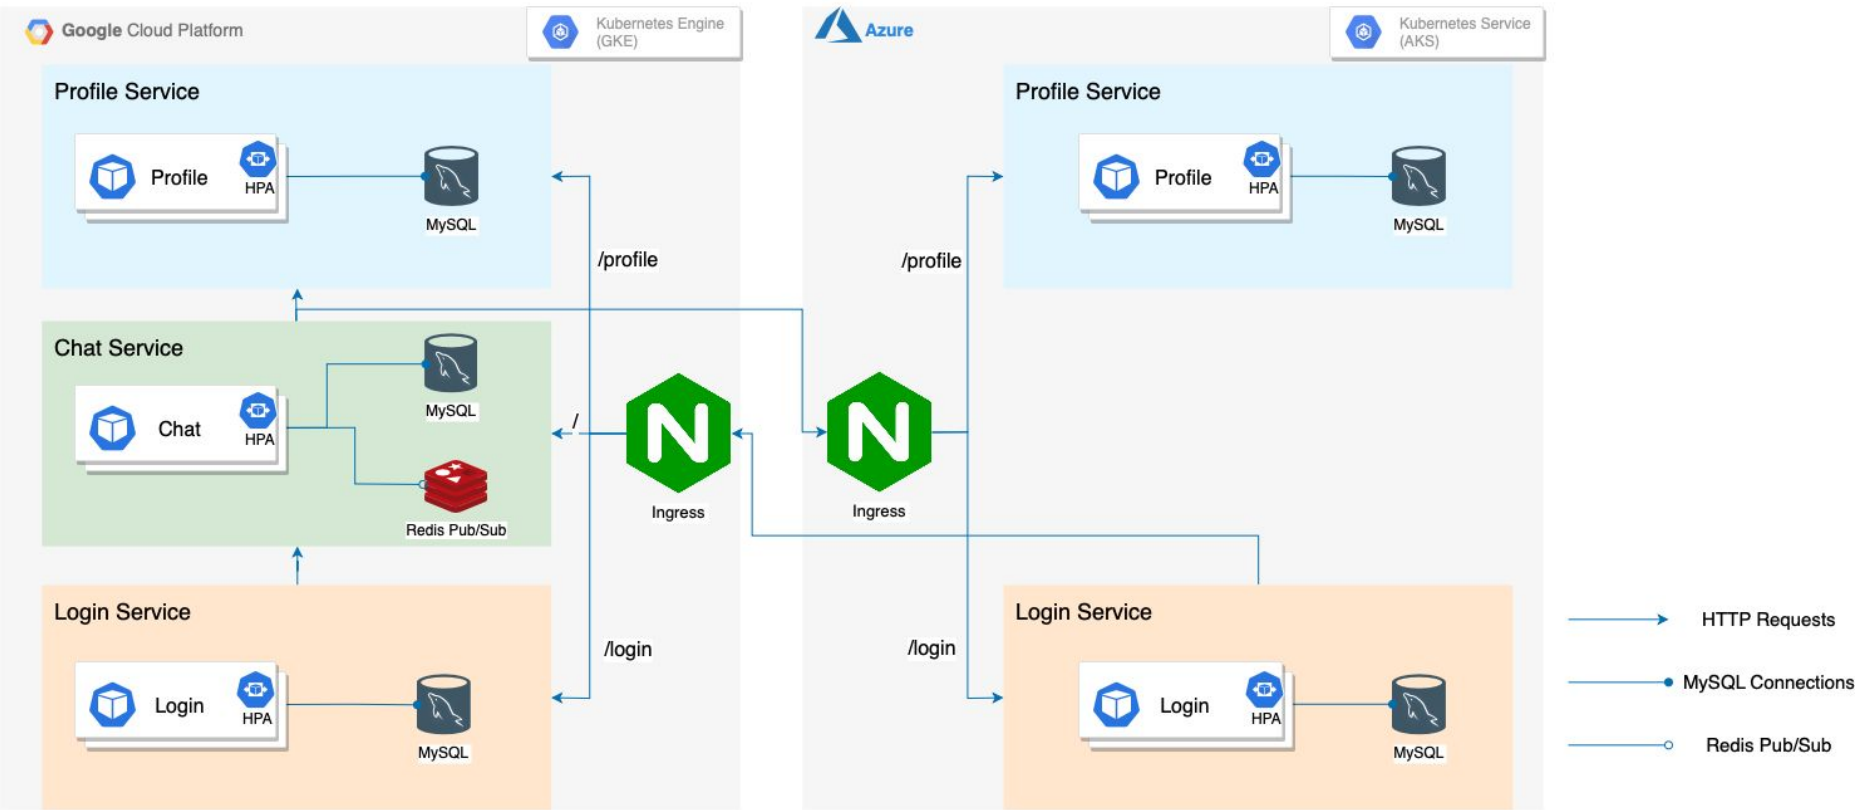 Google Cloud Platform
Kubernetes Engine
(GKE)
Azure
Kubernetes Service
(AKS)
Profile Service
Profile
HPA
MySQL
/profile
Profile Service
Profile
HPA
MySQL
/profile
Chat Service
Chat
HPA
MySQL
Redis Pub/Sub
/
N
Ingress
N
Ingress
Login Service
Login
HPA
MySQL
/login
Login Service
Login
HPA
MySQL
/login
HTTP Requests
MySQL Connections
Redis Pub/Sub